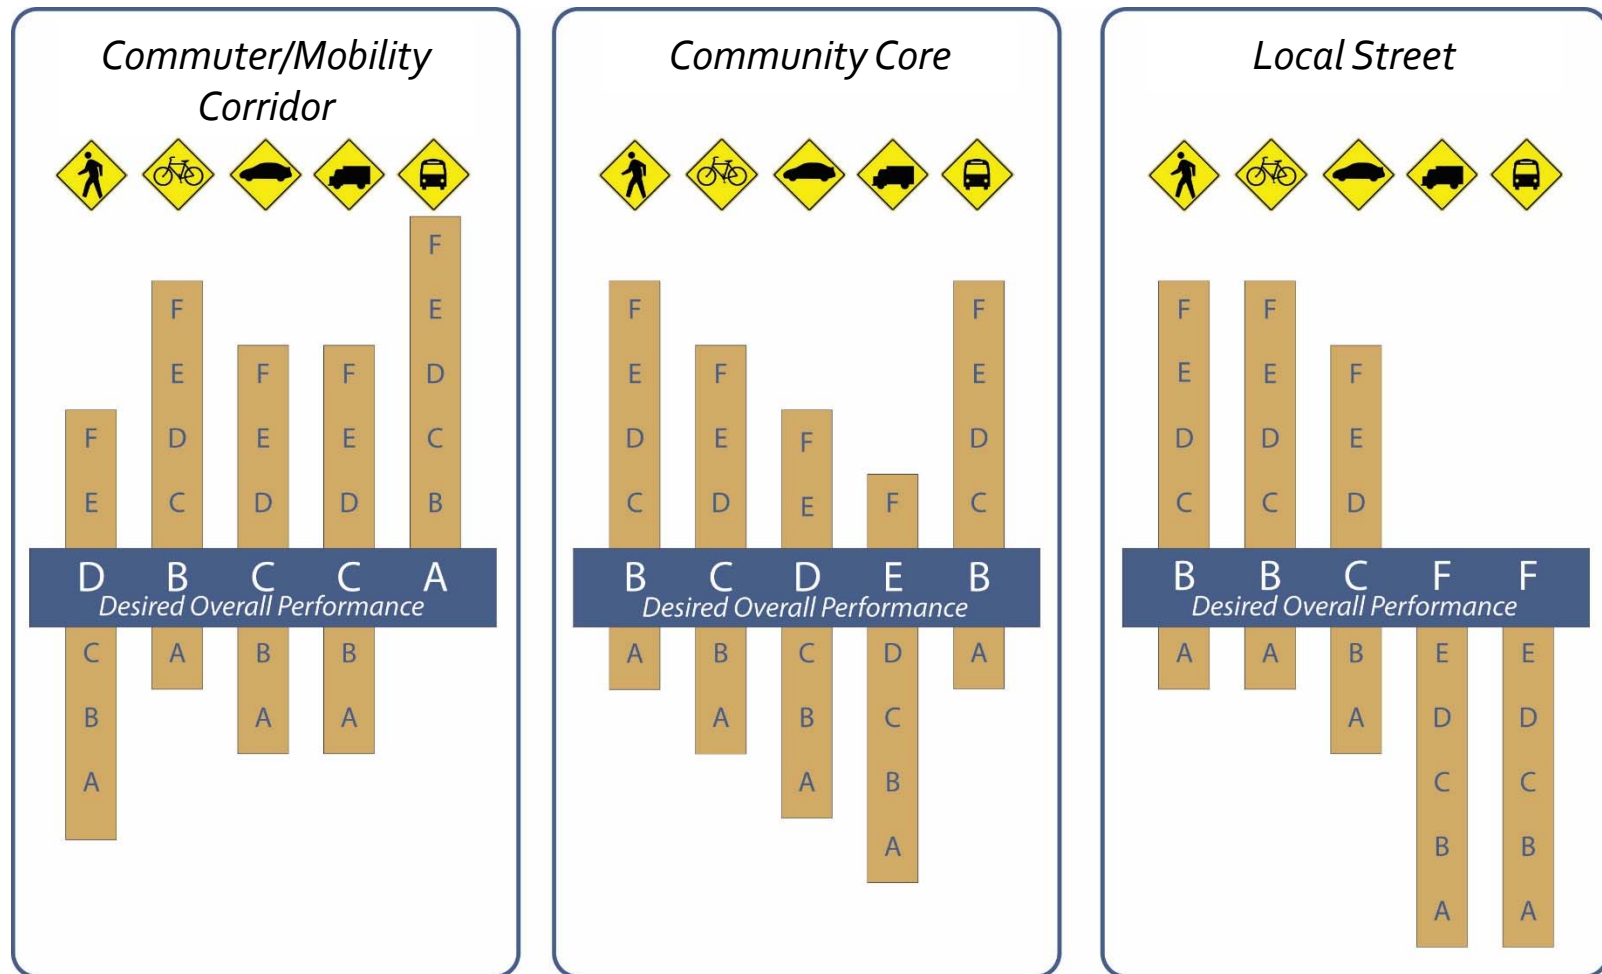 Commuter/Mobility
Corridor
F
F E
F F F E D
F E D D D C
E C D D B
D B C C A
Desired Overall Performance
C A B B
B A A
A
Community Core
F F
E F E
D E F D
C D E F C
B C D E B
Desired Overall Performance
A B C D A
A B C
A B
A
Local Street
F F
E E F
D D E
C C D
B B C F F
Desired Overall Performance
A A B E E
A D D
C C
B B
A A